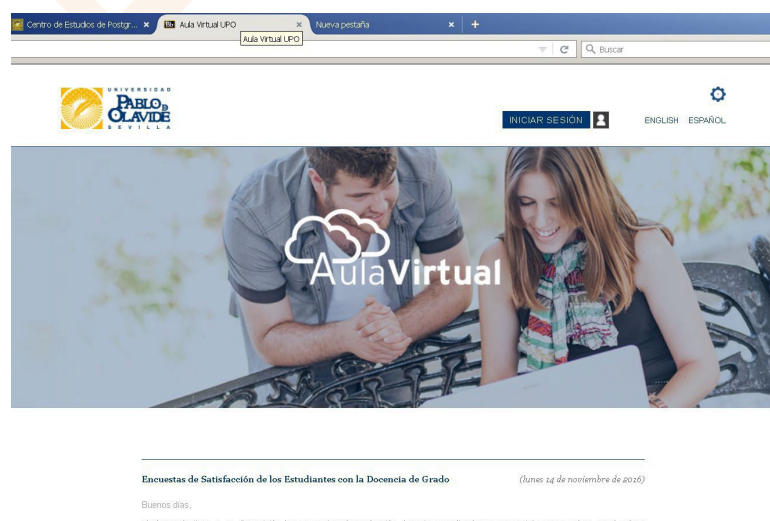 Centro de Estudios de Postgr...
Aula Virtual UPO
Nueva pestaña
Aula Virtual UPO
Buscar
UNIVERSIDAD
PABLO DE
OLAVIDE
SEVILLA
INICIAR SESIÓN
ENGLISH ESPAÑOL
AulaVirtual
Encuestas de Satisfacción de los Estudiantes con la Docencia de Grado (lunes 14 de noviembre de 2016)
Buenos días,